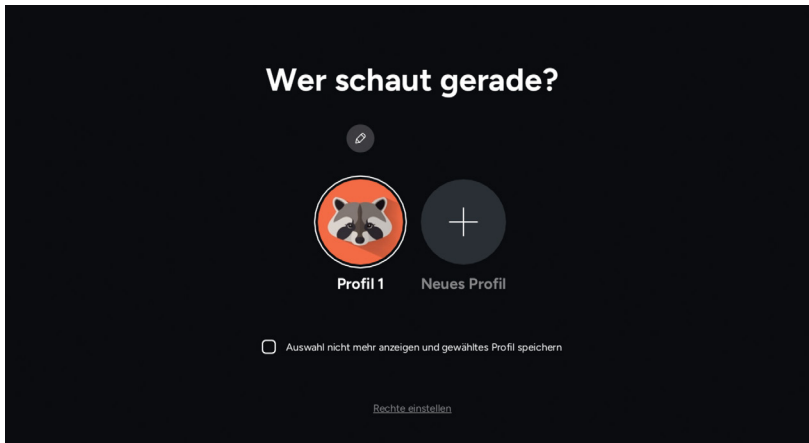 Wer schaut gerade?
Profil 1
Neues Profil
Auswahl nicht mehr anzeigen und gewähltes Profil speichern
Rechte einstellen